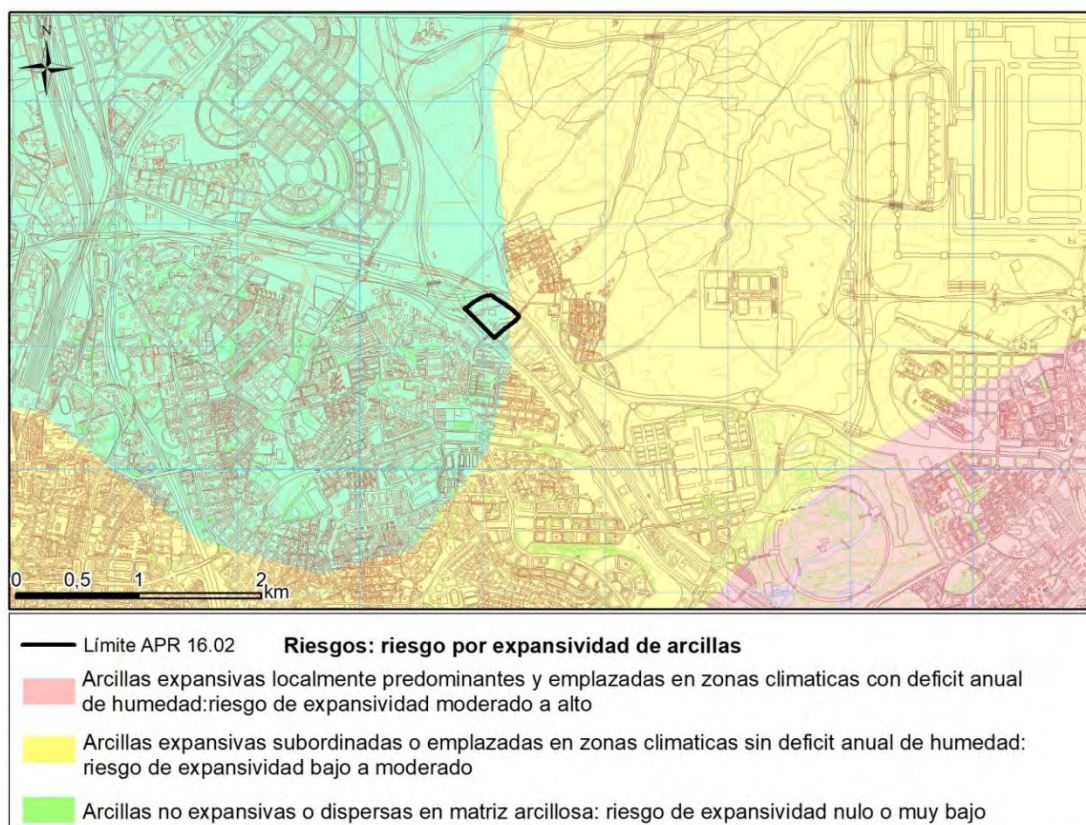 N
0 0,5 1 2
km
Límite APR 16.02 Riesgos: riesgo por expansividad de arcillas
Arcillas expansivas localmente predominantes y emplazadas en zonas climaticas con deficit anual
de humedad:riesgo de expansividad moderado a alto
Arcillas expansivas subordinadas o emplazadas en zonas climaticas sin deficit anual de humedad:
riesgo de expansividad bajo a moderado
Arcillas no expansivas o dispersas en matriz arcillosa: riesgo de expansividad nulo o muy bajo